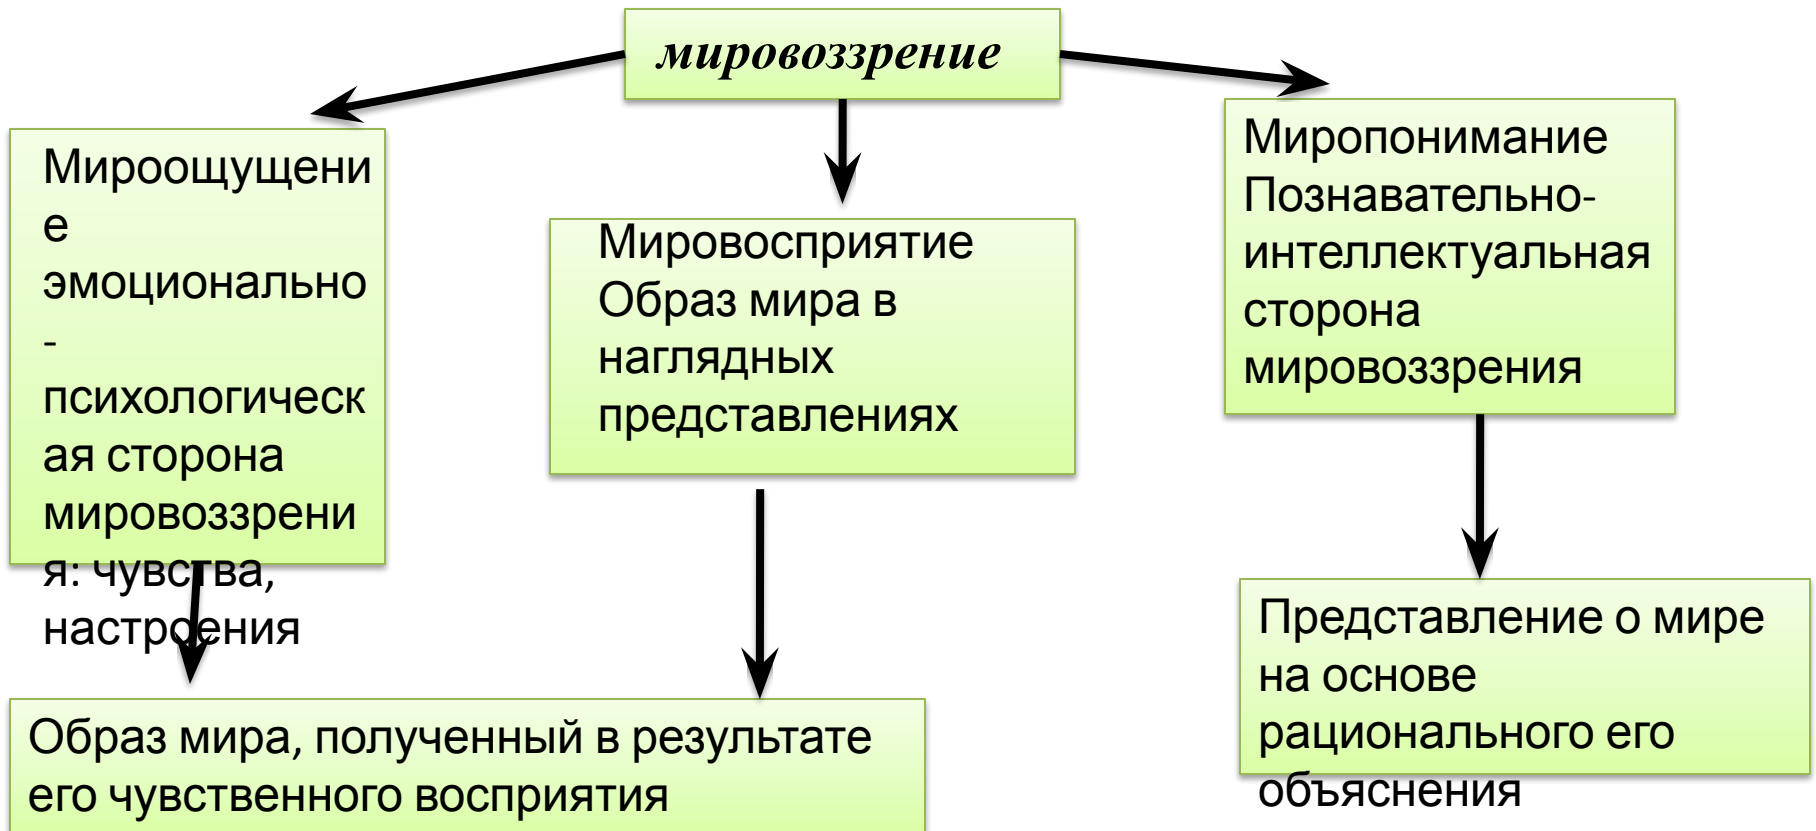 мировоззрение
Мироощущени
е
эмоционально
-
психологическ
ая сторона
мировоззрени
я: чувства,
настроения
Мировосприятие
Образ мира в
наглядных
представлениях
Миропонимание
Познавательно-
интеллектуальная
сторона
мировоззрения
Образ мира, полученный в результате
его чувственного восприятия
Представление о мире
на основе
рационального его
объяснения